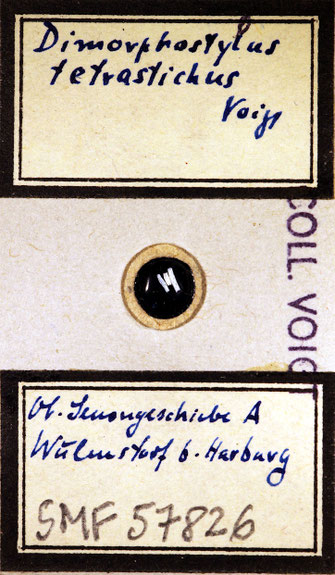 Dimorphostylus
tetrastichus
Voigt
COLL. VOIGT
Ob. Senongeschiebe A
Wulmstorf b. Harburg
SMF 57826